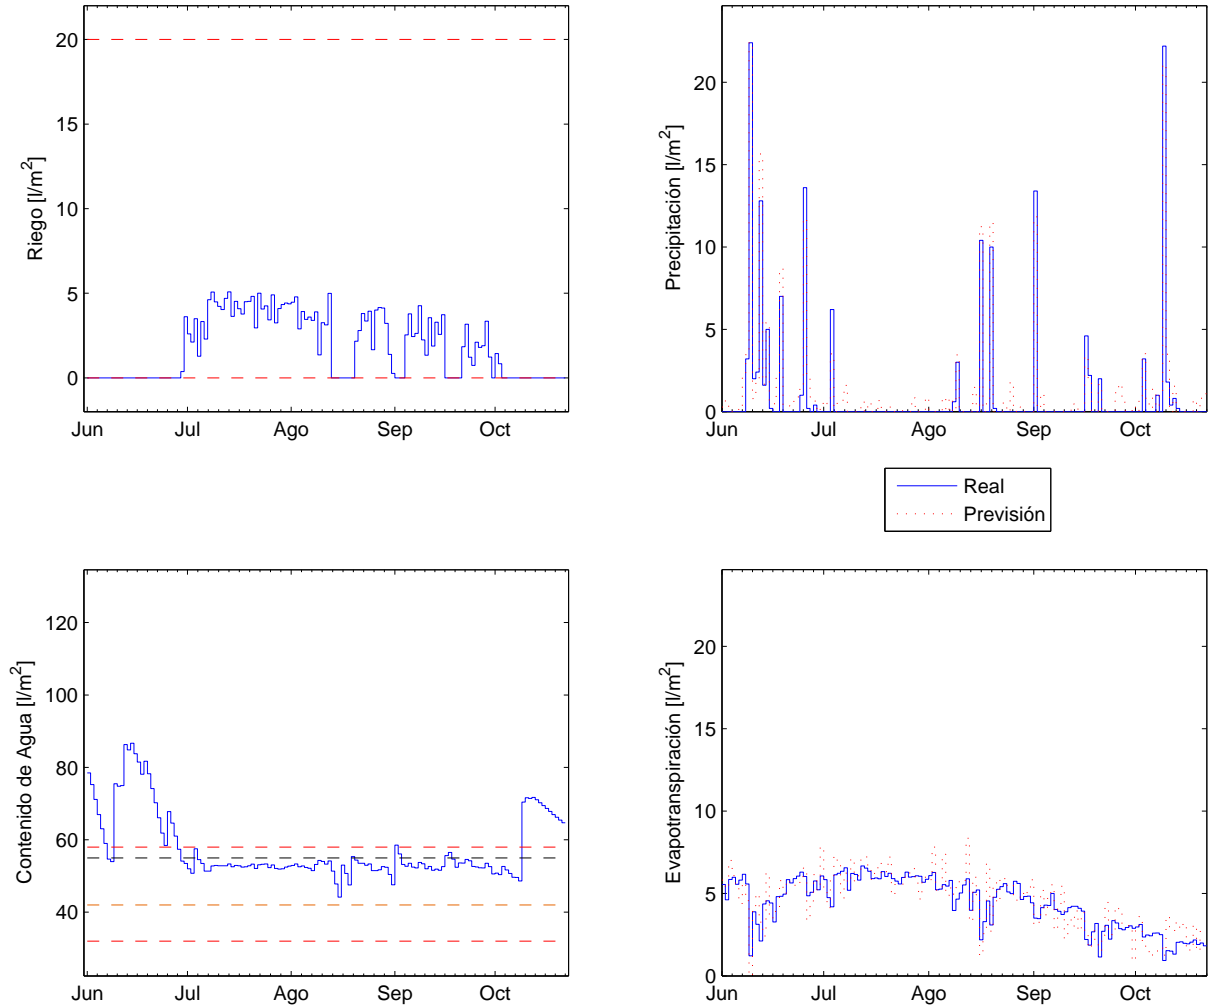 Riego [l/m²]
20
15
10
5
0
Jun Jul Ago Sep Oct
Precipitación [l/m²]
20
15
10
5
0
Jun Jul Ago Sep Oct
Real
Previsión
Contenido de Agua [l/m²]
120
100
80
60
40
Jun Jul Ago Sep Oct
Evapotranspiración [l/m²]
20
15
10
5
0
Jun Jul Ago Sep Oct